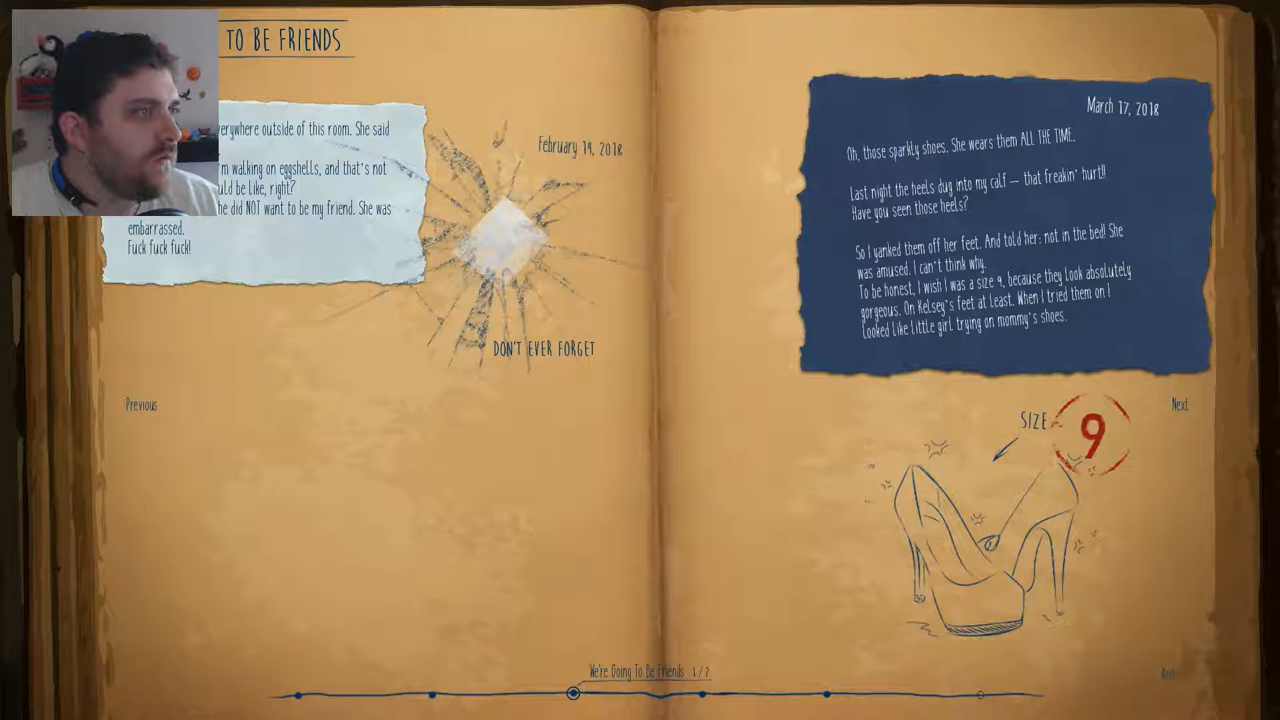 TO BE FRIENDS
verywhere outside of this room. She said
'm walking on eggshells, and that's not
uld be like, right?
he did NOT want to be my friend. She was
embarrassed.
Fuck fuck fuck!
February 14, 2018
DON'T EVER FORGET
Previous
March 17, 2018
Oh, those sparkly shoes. She wears them ALL THE TIME.
Last night the heels dug into my calf — that freakin' hurt!!
Have you seen those heels?
So I yanked them off her feet. And told her: not in the bed! She
was amused. I can't think why.
To be honest, I wish I was a size 9, because they look absolutely
gorgeous. On Kelsey's feet at least. When I tried them on I
looked like little girl trying on mommy's shoes.
Next
SIZE 9
We're Going To Be Friends 1/2